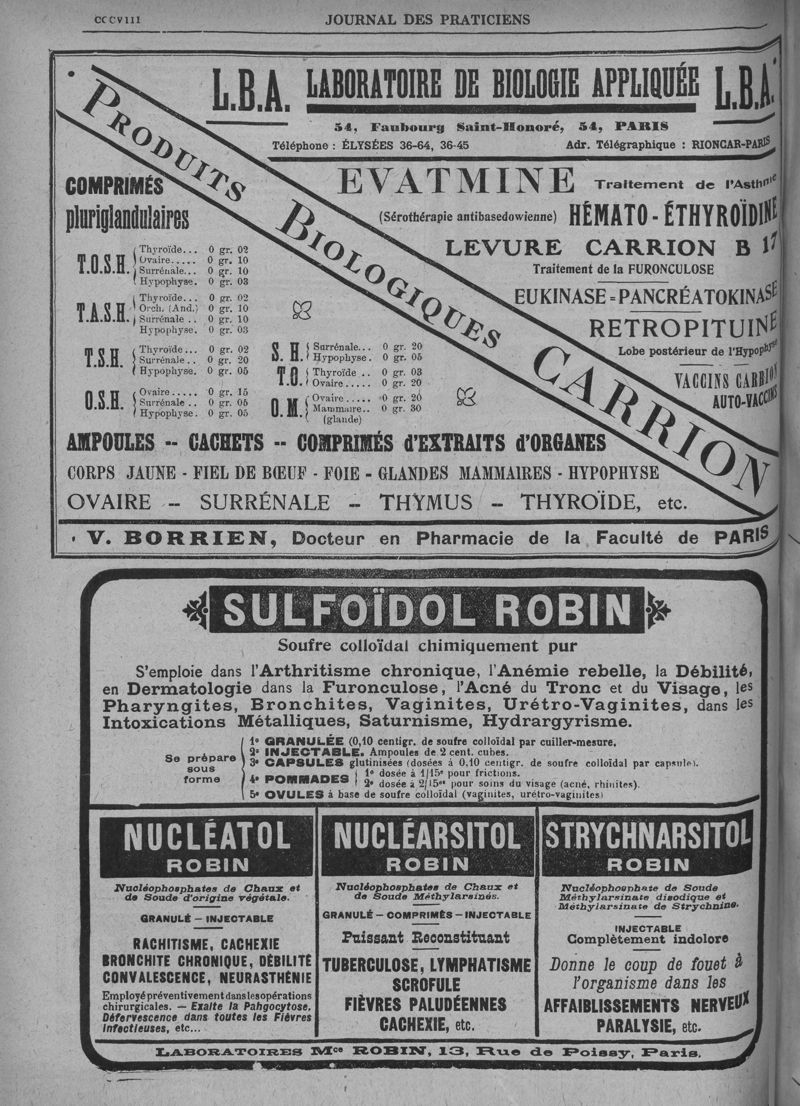 CCCVIII
JOURNAL DES PRATICIENS
L.B.A. LABORATOIRE DE BIOLOGIE APPLIQUÉE L.B.A.
54, Faubourg Saint-Honoré, 54, PARIS
Téléphone : ÉLYSÉES 36-64, 36-45 Adr. Télégraphique : RIONCAR-PARIS
PRODUITS BIOLOGIQUES CARRION
EVATMINE Traitement de l'Asthme
(Sérothérapie antibasedowienne) HÉMATO-ÉTHYROÏDINE
LEVURE CARRION B 17
Traitement de la FURONCULOSE
EUKINASE=PANCRÉATOKINASE
RETROPITUINE
Lobe postérieur de l'Hypophyse
VACCINS CARRION
AUTO-VACCINS
COMPRIMÉS
pluriglandulaires
T.O.S.H.
Thyroïde... 0 gr. 02
Ovaire..... 0 gr. 10
Surrénale... 0 gr. 10
Hypophyse. 0 gr. 03
T.A.S.H.
Thyroïde... 0 gr. 02
Orch. (And.) 0 gr. 10
Surrénale .. 0 gr. 10
Hypophyse. 0 gr. 03
T.S.H.
Thyroïde... 0 gr. 02
Surrénale .. 0 gr. 20
Hypophyse. 0 gr. 05
O.S.H.
Ovaire..... 0 gr. 15
Surrénale .. 0 gr. 05
Hypophyse. 0 gr. 05
S. H.
Surrénale... 0 gr. 20
Hypophyse. 0 gr. 05
T.O.
Thyroïde .. 0 gr. 03
Ovaire..... 0 gr. 20
O.M.
Ovaire..... 0 gr. 20
Mammaire.. 0 gr. 30
(glande)
AMPOULES -- CACHETS -- COMPRIMÉS d'EXTRAITS d'ORGANES
CORPS JAUNE - FIEL DE BŒUF - FOIE - GLANDES MAMMAIRES - HYPOPHYSE
OVAIRE -- SURRÉNALE -- THYMUS -- THYROÏDE, etc.
V. BORRIEN, Docteur en Pharmacie de la Faculté de PARIS
SULFOÏDOL ROBIN
Soufre colloïdal chimiquement pur
S'emploie dans l'Arthritisme chronique, l'Anémie rebelle, la Débilité,
en Dermatologie dans la Furonculose, l'Acné du Tronc et du Visage, les
Pharyngites, Bronchites, Vaginites, Urétro-Vaginites, dans les
Intoxications Métalliques, Saturnisme, Hydrargyrisme.
Se prépare
sous
forme
1° GRANULÉE (0,10 centigr. de soufre colloïdal par cuiller-mesure.
2° INJECTABLE. Ampoules de 2 cent. cubes.
3° CAPSULES glutinisées (dosées à 0,10 centigr. de soufre colloïdal par capsule).
4° POMMADES
1° dosée à 1/15e pour frictions.
2° dosée à 2/15es pour soins du visage (acné, rhinites).
5° OVULES à base de soufre colloïdal (vaginites, urétro-vaginites)
NUCLÉATOL
ROBIN
Nucléophosphates de Chaux et
de Soude d'origine végétale.
GRANULÉ — INJECTABLE
RACHITISME, CACHEXIE
BRONCHITE CHRONIQUE, DÉBILITÉ
CONVALESCENCE, NEURASTHÉNIE
Employé préventivement dans les opérations
chirurgicales. — Exalte la Pahgocytose,
Défervescence dans toutes les Fièvres
infectieuses, etc...
NUCLÉARSITOL
ROBIN
Nucléophosphates de Chaux et
de Soude Méthylarsinés.
GRANULÉ — COMPRIMÉS — INJECTABLE
Puissant Reconstituant
TUBERCULOSE, LYMPHATISME
SCROFULE
FIÈVRES PALUDÉENNES
CACHEXIE, etc.
STRYCHNARSITOL
ROBIN
Nucléophosphate de Soude
Méthylarsinate disodique et
Méthylarsinate de Strychnine.
INJECTABLE
Complètement indolore
Donne le coup de fouet à
l'organisme dans les
AFFAIBLISSEMENTS NERVEUX
PARALYSIE, etc.
LABORATOIRES Mce ROBIN, 13, Rue de Poissy, Paris.